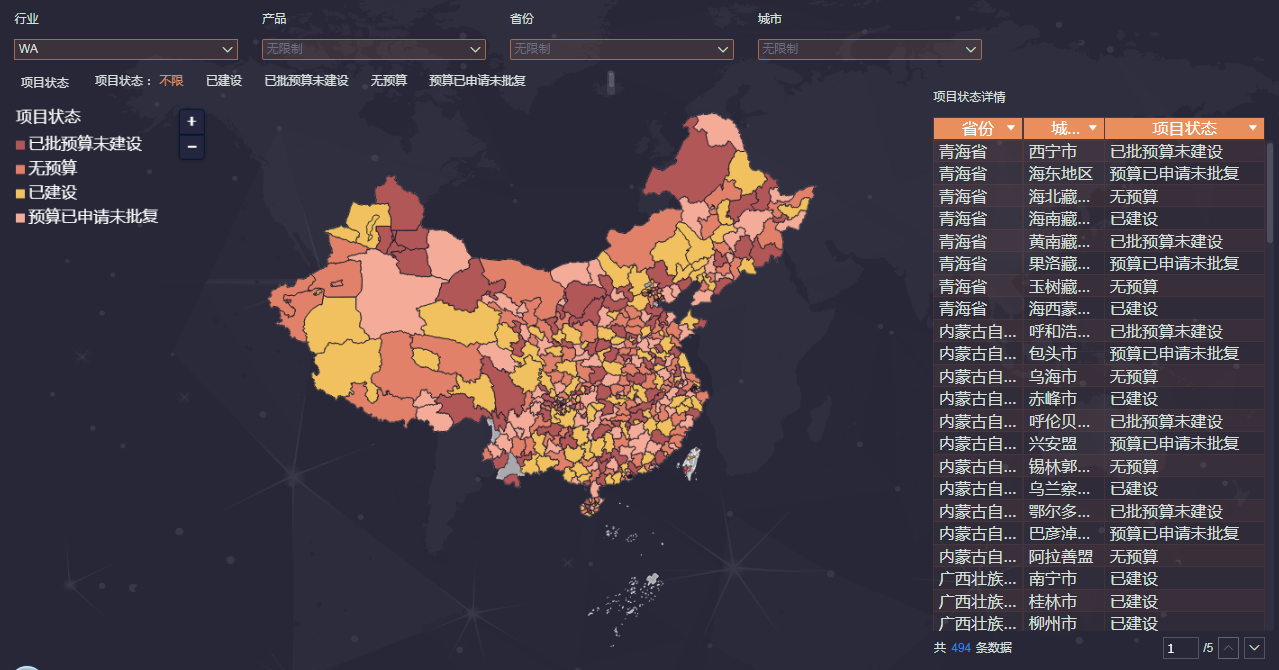 行业 产品 省份 城市
WA 无限制 无限制 无限制
项目状态 项目状态： 不限 已建设 已批预算未建设 无预算 预算已申请未批复
项目状态
已批预算未建设
无预算
已建设
预算已申请未批复
+
−
项目状态详情
省份 城... 项目状态
青海省 西宁市 已批预算未建设
青海省 海东地区 预算已申请未批复
青海省 海北藏... 无预算
青海省 海南藏... 已建设
青海省 黄南藏... 已批预算未建设
青海省 果洛藏... 预算已申请未批复
青海省 玉树藏... 无预算
青海省 海西蒙... 已建设
内蒙古自... 呼和浩... 已批预算未建设
内蒙古自... 包头市 预算已申请未批复
内蒙古自... 乌海市 无预算
内蒙古自... 赤峰市 已建设
内蒙古自... 呼伦贝... 已批预算未建设
内蒙古自... 兴安盟 预算已申请未批复
内蒙古自... 锡林郭... 无预算
内蒙古自... 乌兰察... 已建设
内蒙古自... 鄂尔多... 已批预算未建设
内蒙古自... 巴彦淖... 预算已申请未批复
内蒙古自... 阿拉善盟 无预算
广西壮族... 南宁市 已建设
广西壮族... 桂林市 已建设
广西壮族... 柳州市 已建设
共 494 条数据 1 /5